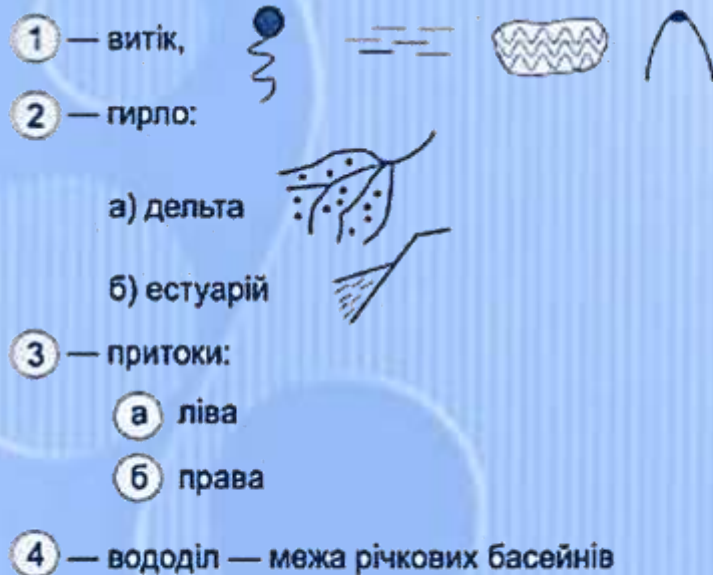 1 — витік,
2 — гирло:
а) дельта
б) естуарій
3 — притоки:
а ліва
б права
4 — вододіл — межа річкових басейнів